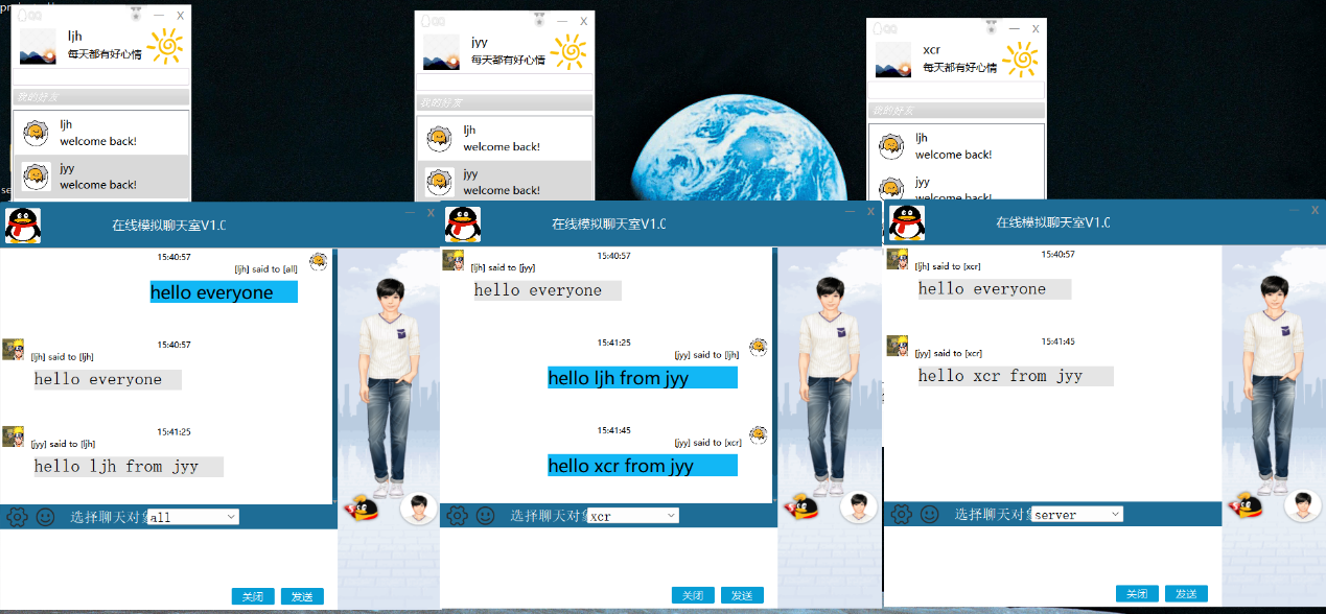 ljh
每天都有好心情
我的好友
ljh
welcome back!
jyy
welcome back!
jyy
每天都有好心情
我的好友
ljh
welcome back!
jyy
welcome back!
xcr
每天都有好心情
我的好友
ljh
welcome back!
jyy
在线模拟聊天室V1.0
X
15:40:57
[ljh] said to [all]
hello everyone
15:40:57
[ljh] said to [ljh]
hello everyone
15:41:25
[jyy] said to [ljh]
hello ljh from jyy
选择聊天对象
all
关闭
发送
在线模拟聊天室V1.0
X
15:40:57
[ljh] said to [jyy]
hello everyone
15:41:25
[jyy] said to [ljh]
hello ljh from jyy
15:41:45
[jyy] said to [xcr]
hello xcr from jyy
选择聊天对象
xcr
关闭
发送
在线模拟聊天室V1.0
X
15:40:57
[ljh] said to [xcr]
hello everyone
15:41:45
[jyy] said to [xcr]
hello xcr from jyy
选择聊天对象
server
关闭
发送